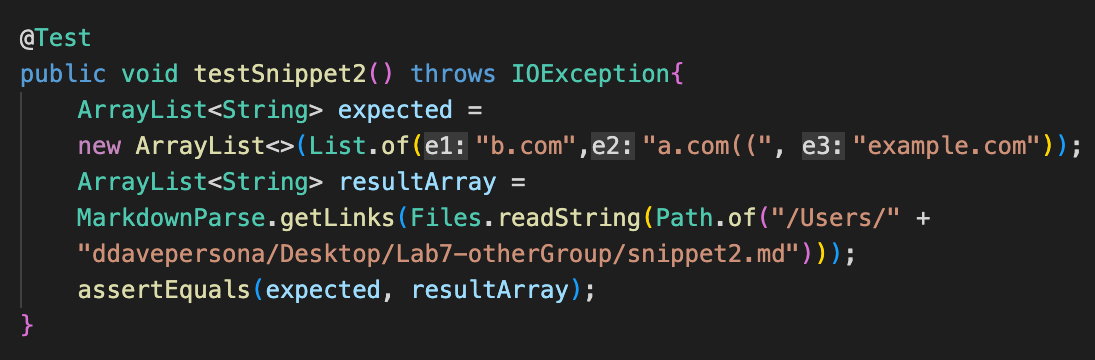 @Test
public void testSnippet2() throws IOException{
ArrayList<String> expected =
new ArrayList<>(List.of(e1: "b.com",e2: "a.com((", e3: "example.com"));
ArrayList<String> resultArray =
MarkdownParse.getLinks(Files.readString(Path.of("/Users/" +
"ddavepersona/Desktop/Lab7-otherGroup/snippet2.md")));
assertEquals(expected, resultArray);
}